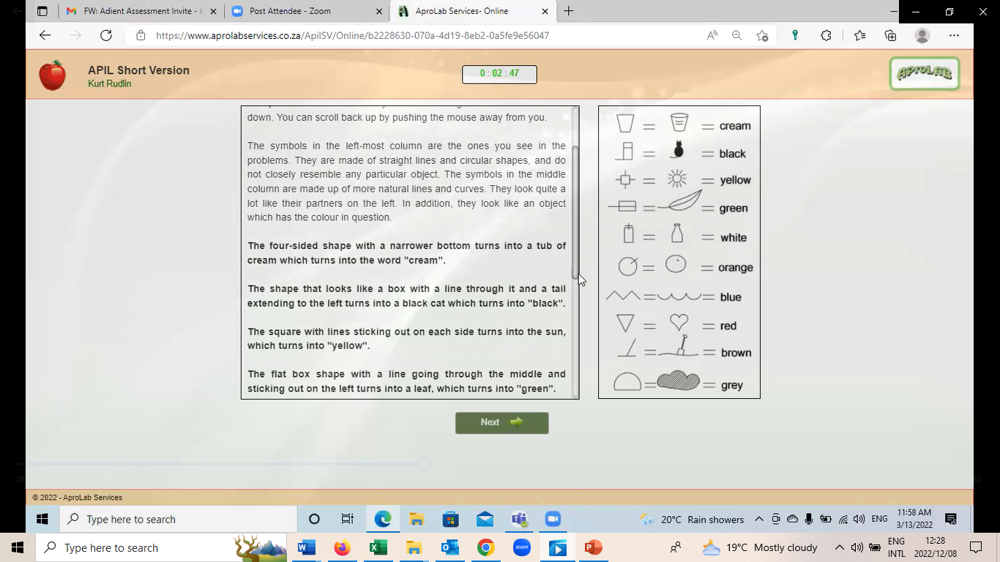 FW: Adient Assessment Invite - k
Post Attendee - Zoom
AproLab Services- Online
https://www.aprolabservices.co.za/ApilSV/Online/b2228630-070a-4d19-8eb2-0a5fe9e56047
APIL Short Version
Kurt Rudlin
0 : 02 : 47
APROLAB
down. You can scroll back up by pushing the mouse away from you.
The symbols in the left-most column are the ones you see in the
problems. They are made of straight lines and circular shapes, and do
not closely resemble any particular object. The symbols in the middle
column are made up of more natural lines and curves. They look quite a
lot like their partners on the left. In addition, they look like an object
which has the colour in question.
The four-sided shape with a narrower bottom turns into a tub of
cream which turns into the word "cream".
The shape that looks like a box with a line through it and a tail
extending to the left turns into a black cat which turns into "black".
The square with lines sticking out on each side turns into the sun,
which turns into "yellow".
The flat box shape with a line going through the middle and
sticking out on the left turns into a leaf, which turns into "green".
= = cream
= = black
= = yellow
= = green
= = white
= = orange
= = blue
= = red
= = brown
= = grey
Next
© 2022 - AproLab Services
Type here to search
20°C Rain showers
ENG
11:58 AM
3/13/2022
Type here to search
zoom
19°C Mostly cloudy
ENG
INTL
12:28
2022/12/08